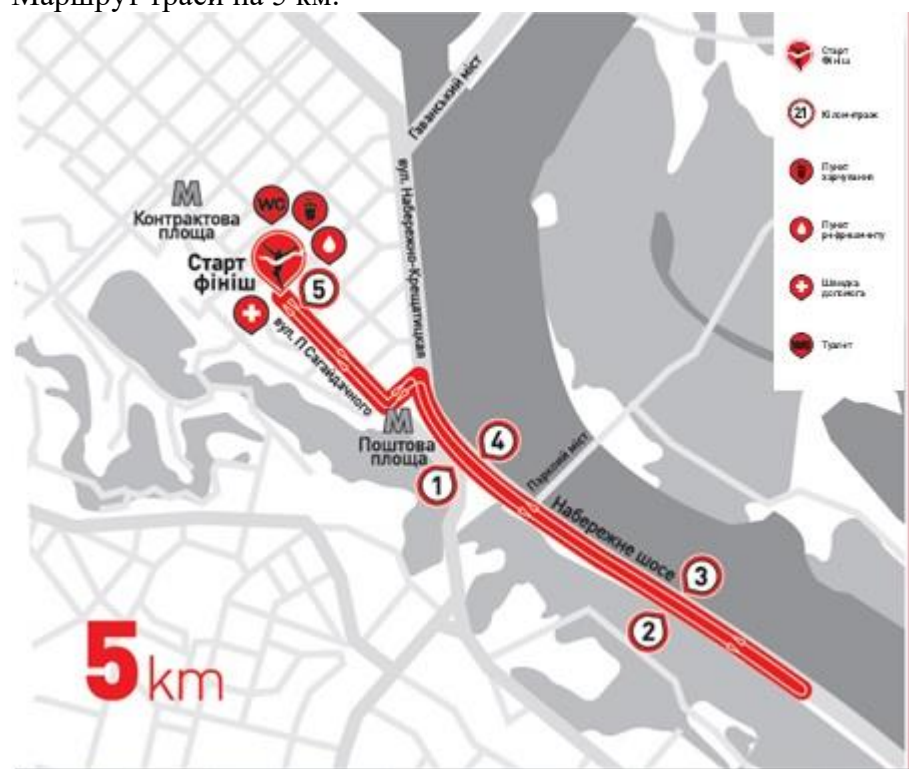 Маршрут траси на 5 км:
Гаванський міст
вул. Набережно-Крещатицкая
М
Контрактова
площа
WC
Старт
фініш
5
вул. П Сагайдачного
М
Поштова
площа
4
1
Парковий міст
Набережне шосе
3
2
5 km
Старт
Фініш
21
Кілометраж
Пункт
харчування
Пункт
Швидка
допомога
WC
Туалет